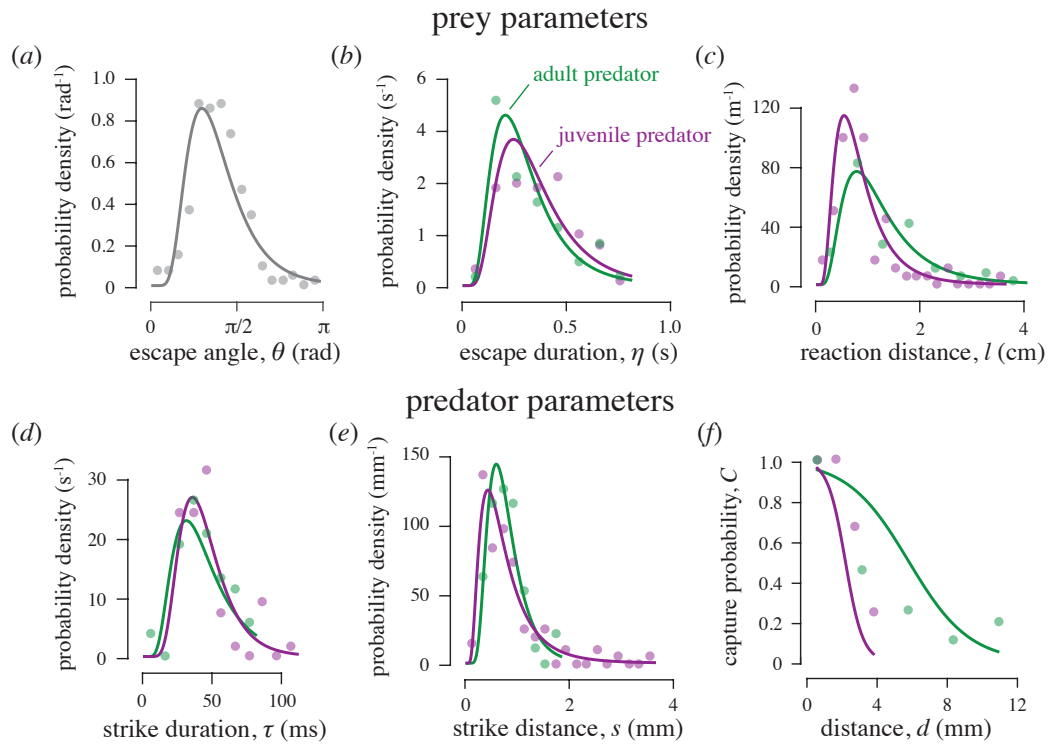 prey parameters
(a)
probability density (rad⁻¹)
1.0
0.8
0.6
0.4
0.2
0
0
π/2
π
escape angle, θ (rad)
(b)
probability density (s⁻¹)
6
4
2
1
0
adult predator
juvenile predator
0
0.5
1.0
escape duration, η (s)
(c)
probability density (m⁻¹)
120
80
40
0
0
2
4
reaction distance, l (cm)
predator parameters
(d)
probability density (s⁻¹)
30
20
10
0
0
50
100
strike duration, τ (ms)
(e)
probability density (mm⁻¹)
150
100
50
0
0
2
4
strike distance, s (mm)
(f)
capture probability, C
1.0
0.8
0.6
0.4
0.2
0
0
4
8
12
distance, d (mm)